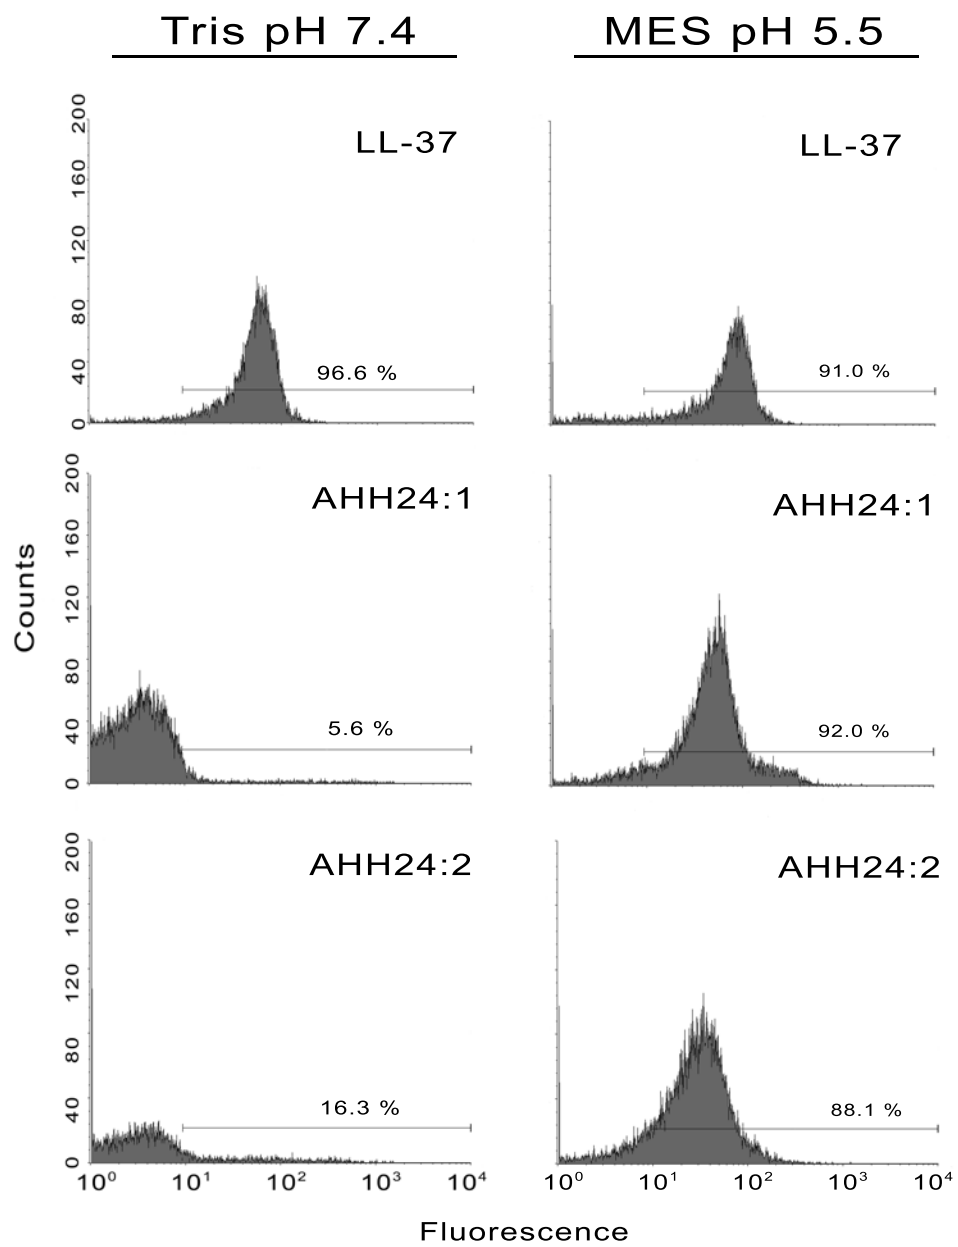 Tris pH 7.4
MES pH 5.5
200
160
120
80
40
0
LL-37
96.6 %
LL-37
91.0 %
Counts
200
160
120
80
40
0
AHH24:1
5.6 %
AHH24:1
92.0 %
200
160
120
80
40
0
AHH24:2
16.3 %
AHH24:2
88.1 %
10⁰ 10¹ 10² 10³ 10⁴
10⁰ 10¹ 10² 10³ 10⁴
Fluorescence